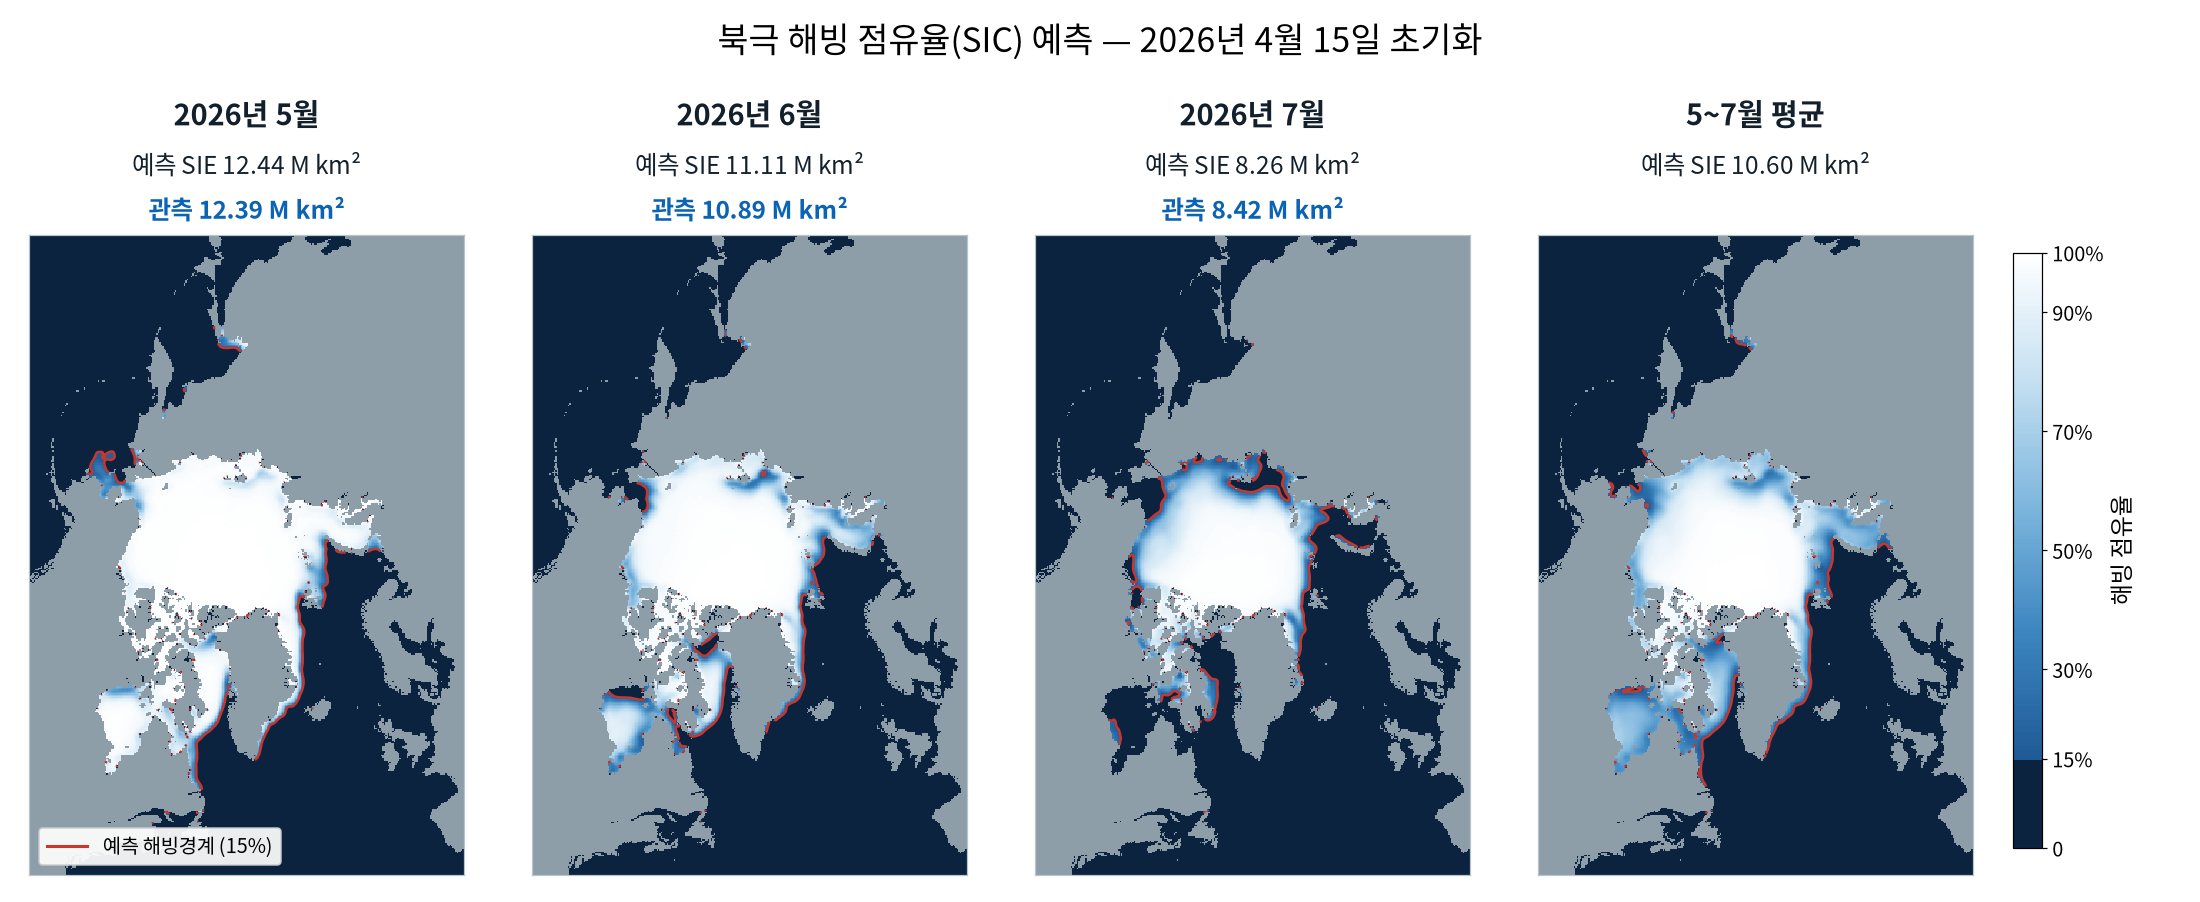 북극 해빙 점유율(SIC) 예측 — 2026년 4월 15일 초기화
2026년 5월
예측 SIE 12.44 M km²
관측 12.39 M km²
2026년 6월
예측 SIE 11.11 M km²
관측 10.89 M km²
2026년 7월
예측 SIE 8.26 M km²
관측 8.42 M km²
5~7월 평균
예측 SIE 10.60 M km²
예측 해빙경계 (15%)
100%
90%
70%
50%
30%
15%
0
해빙 점유율